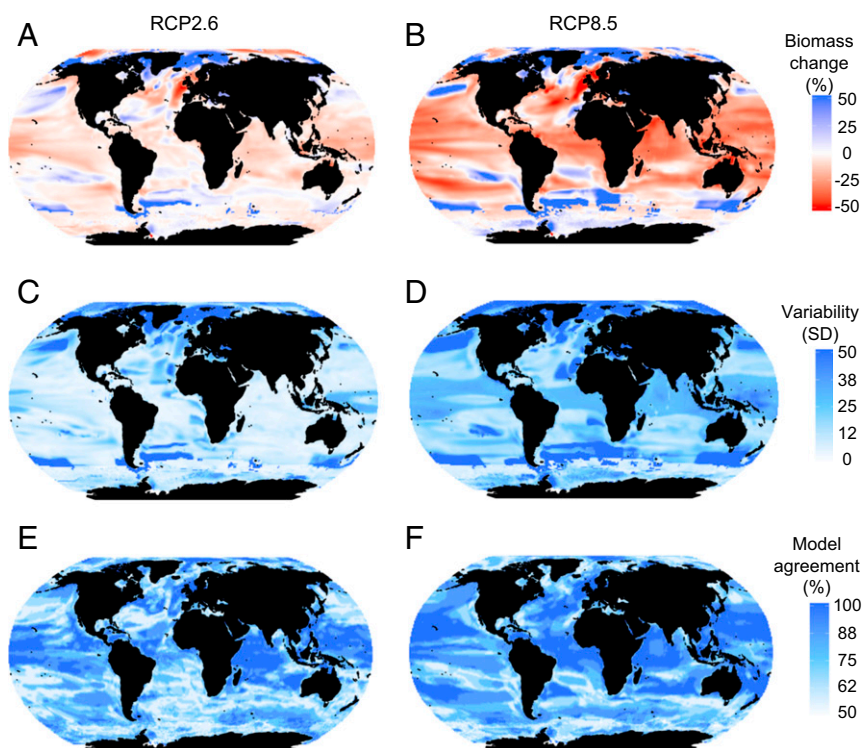 RCP2.6
RCP8.5
A
B
Biomass
change
(%)
50
25
0
-25
-50
C
D
Variability
(SD)
50
38
25
12
0
E
F
Model
agreement
(%)
100
88
75
62
50